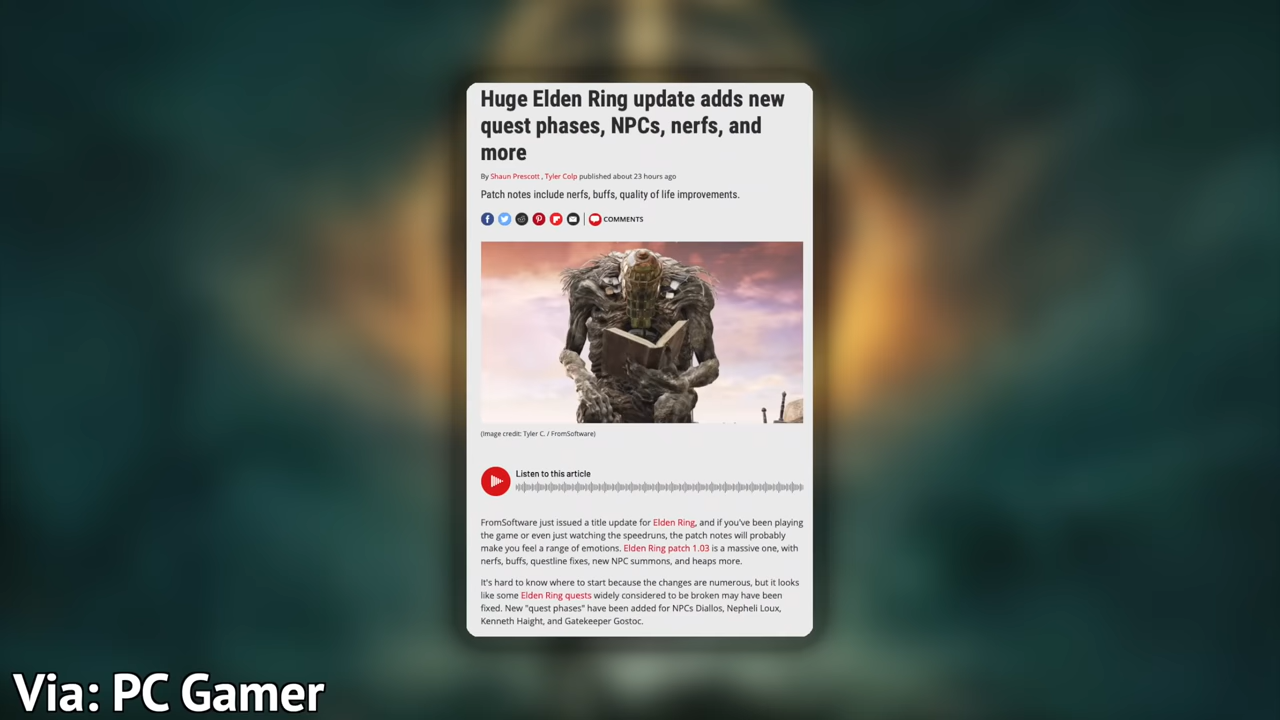 Huge Elden Ring update adds new
quest phases, NPCs, nerfs, and
more
By Shaun Prescott , Tyler Colp published about 23 hours ago
Patch notes include nerfs, buffs, quality of life improvements.
COMMENTS
(Image credit: Tyler C. / FromSoftware)
Listen to this article
FromSoftware just issued a title update for Elden Ring, and if you've been playing
the game or even just watching the speedruns, the patch notes will probably
make you feel a range of emotions. Elden Ring patch 1.03 is a massive one, with
nerfs, buffs, questline fixes, new NPC summons, and heaps more.
It's hard to know where to start because the changes are numerous, but it looks
like some Elden Ring quests widely considered to be broken may have been
fixed. New "quest phases" have been added for NPCs Diallos, Nepheli Loux,
Kenneth Haight, and Gatekeeper Gostoc.
Via: PC Gamer